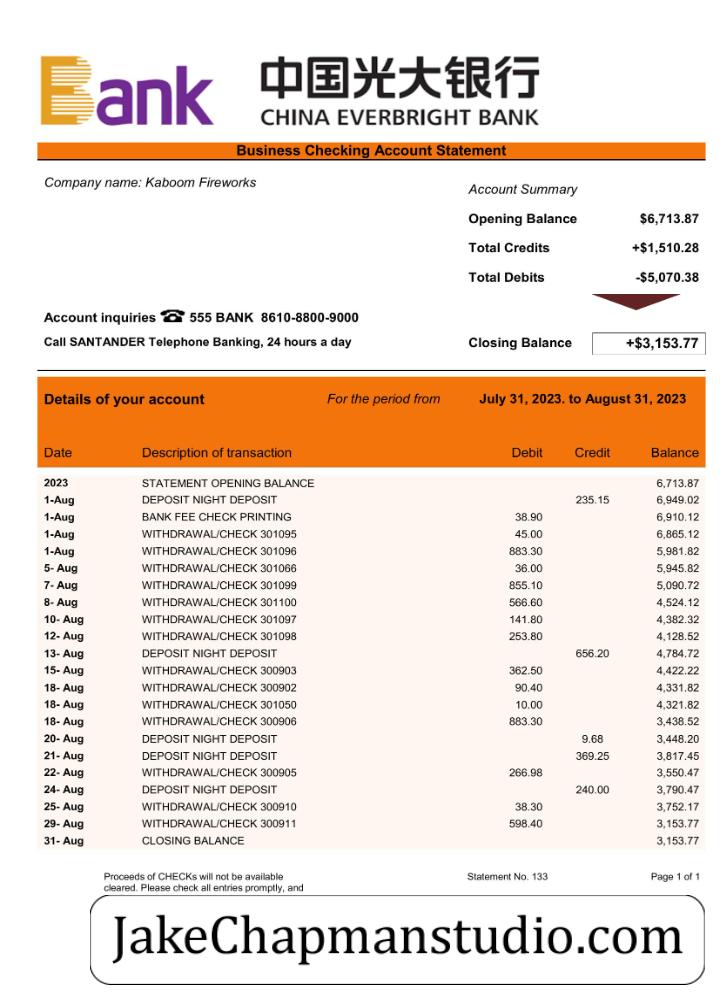 Bank 中国光大银行
CHINA EVERBRIGHT BANK
Business Checking Account Statement
Company name: Kaboom Fireworks
Account Summary
Opening Balance $6,713.87
Total Credits +$1,510.28
Total Debits -$5,070.38
Account inquiries ☎ 555 BANK 8610-8800-9000
Call SANTANDER Telephone Banking, 24 hours a day
Closing Balance +$3,153.77
Details of your account For the period from July 31, 2023. to August 31, 2023
Date Description of transaction Debit Credit Balance
2023 STATEMENT OPENING BALANCE 6,713.87
1-Aug DEPOSIT NIGHT DEPOSIT 235.15 6,949.02
1-Aug BANK FEE CHECK PRINTING 38.90 6,910.12
1-Aug WITHDRAWAL/CHECK 301095 45.00 6,865.12
1-Aug WITHDRAWAL/CHECK 301096 883.30 5,981.82
5- Aug WITHDRAWAL/CHECK 301066 36.00 5,945.82
7- Aug WITHDRAWAL/CHECK 301099 855.10 5,090.72
8- Aug WITHDRAWAL/CHECK 301100 566.60 4,524.12
10- Aug WITHDRAWAL/CHECK 301097 141.80 4,382.32
12- Aug WITHDRAWAL/CHECK 301098 253.80 4,128.52
13- Aug DEPOSIT NIGHT DEPOSIT 656.20 4,784.72
15- Aug WITHDRAWAL/CHECK 300903 362.50 4,422.22
18- Aug WITHDRAWAL/CHECK 300902 90.40 4,331.82
18- Aug WITHDRAWAL/CHECK 301050 10.00 4,321.82
18- Aug WITHDRAWAL/CHECK 300906 883.30 3,438.52
20- Aug DEPOSIT NIGHT DEPOSIT 9.68 3,448.20
21- Aug DEPOSIT NIGHT DEPOSIT 369.25 3,817.45
22- Aug WITHDRAWAL/CHECK 300905 266.98 3,550.47
24- Aug DEPOSIT NIGHT DEPOSIT 240.00 3,790.47
25- Aug WITHDRAWAL/CHECK 300910 38.30 3,752.17
29- Aug WITHDRAWAL/CHECK 300911 598.40 3,153.77
31- Aug CLOSING BALANCE 3,153.77
Proceeds of CHECKs will not be available Statement No. 133 Page 1 of 1
cleared. Please check all entries promptly, and
JakeChapmanstudio.com